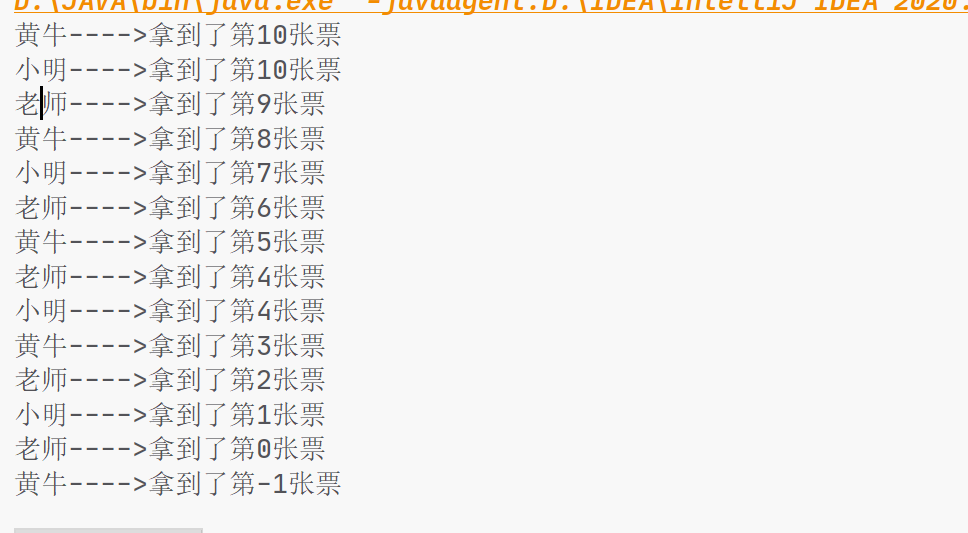 D:\JAVA\bin\java.exe "-javaagent:D:\IDEA\IntelliJ IDEA 2020.
黄牛---->拿到了第10张票
小明---->拿到了第10张票
老师---->拿到了第9张票
黄牛---->拿到了第8张票
小明---->拿到了第7张票
老师---->拿到了第6张票
黄牛---->拿到了第5张票
老师---->拿到了第4张票
小明---->拿到了第4张票
黄牛---->拿到了第3张票
老师---->拿到了第2张票
小明---->拿到了第1张票
老师---->拿到了第0张票
黄牛---->拿到了第-1张票